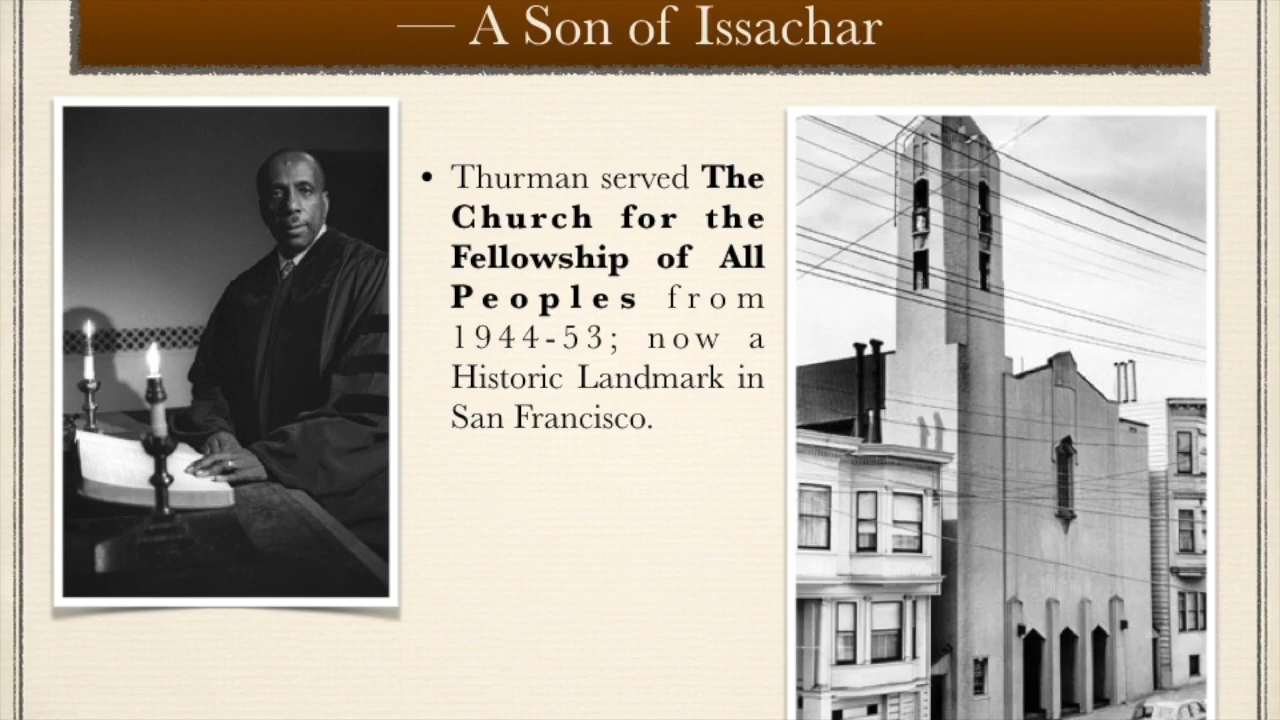 — A Son of Issachar
• Thurman served The
Church for the
Fellowship of All
Peoples from
1944-53; now a
Historic Landmark in
San Francisco.